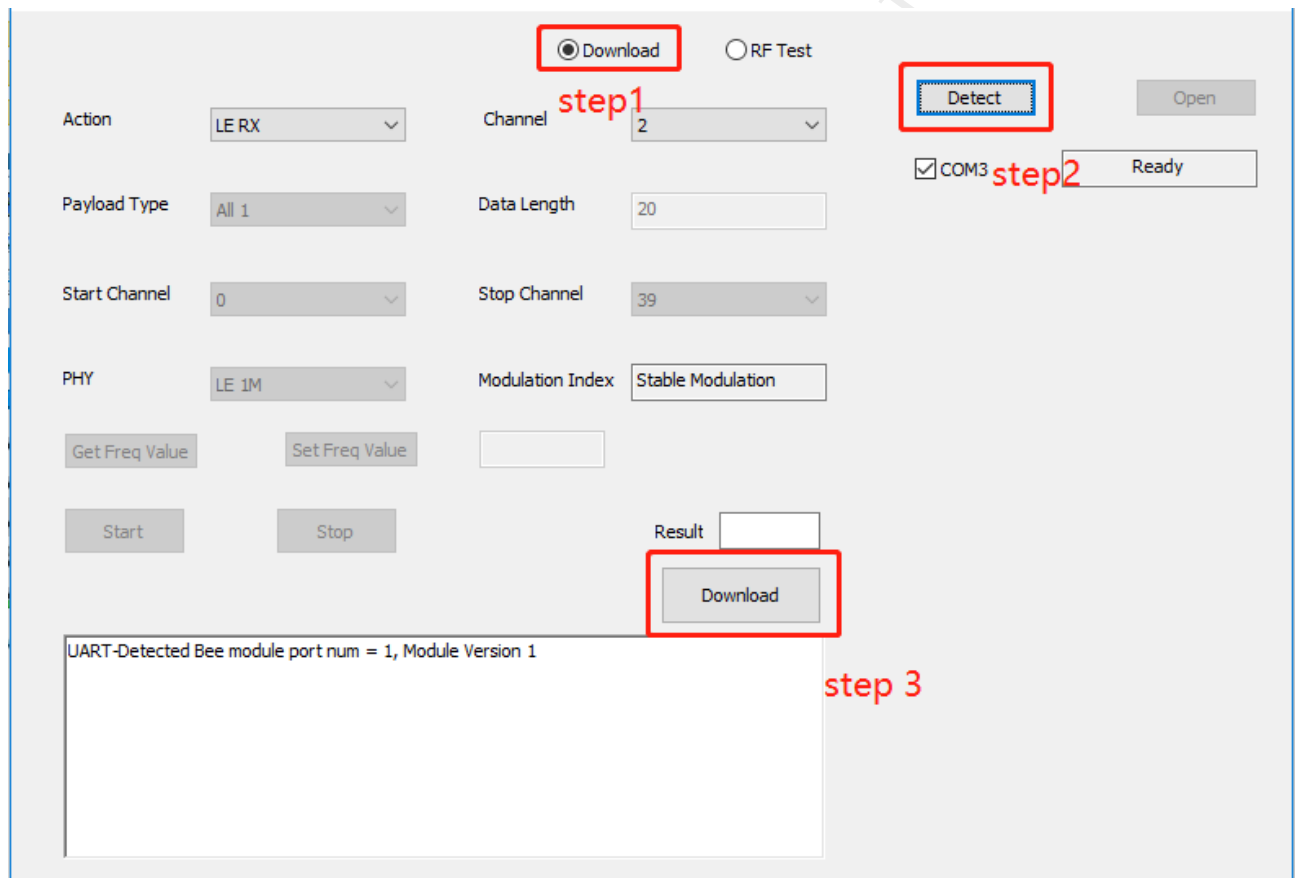 Download
RF Test
step1
Detect
Open
Action
LE RX
Channel
2
COM3
step2
Ready
Payload Type
All 1
Data Length
20
Start Channel
0
Stop Channel
39
PHY
LE 1M
Modulation Index
Stable Modulation
Get Freq Value
Set Freq Value
Start
Stop
Result
Download
UART-Detected Bee module port num = 1, Module Version 1
step 3